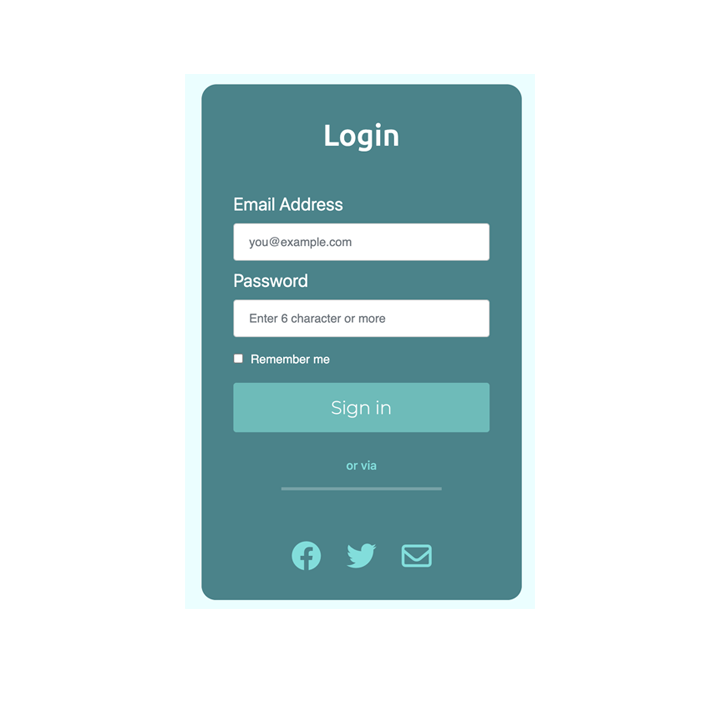 Login
Email Address
you@example.com
Password
Enter 6 character or more
Remember me
Sign in
or via